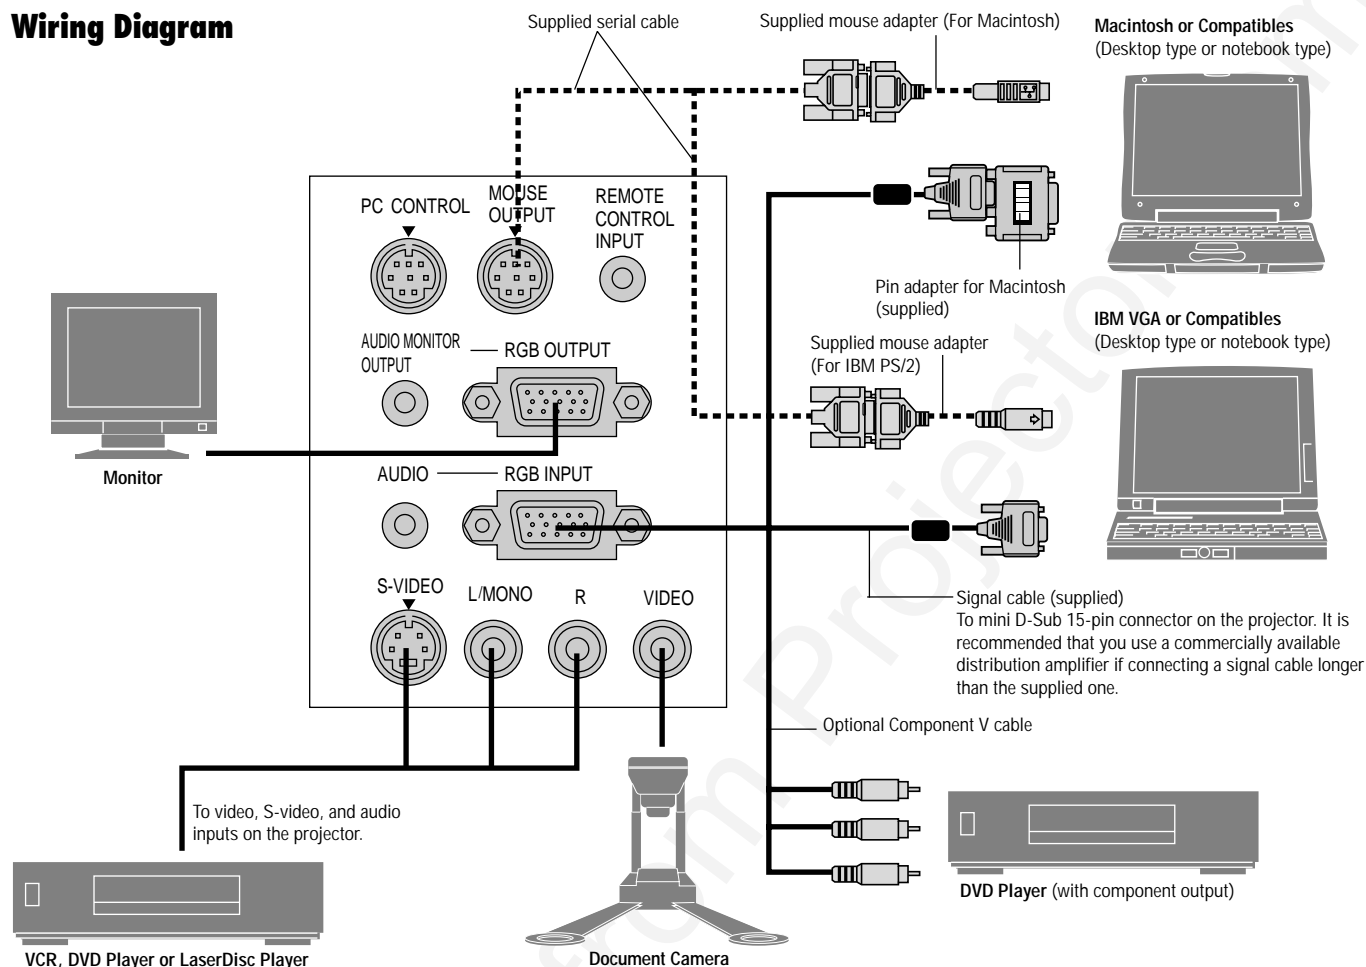 Wiring Diagram
Supplied serial cable
Supplied mouse adapter (For Macintosh)
Macintosh or Compatibles
(Desktop type or notebook type)
PC CONTROL
MOUSE
OUTPUT
REMOTE
CONTROL
INPUT
Pin adapter for Macintosh
(supplied)
IBM VGA or Compatibles
(Desktop type or notebook type)
AUDIO MONITOR
OUTPUT
RGB OUTPUT
Supplied mouse adapter
(For IBM PS/2)
Monitor
AUDIO
RGB INPUT
S-VIDEO
L/MONO
R
VIDEO
Signal cable (supplied)
To mini D-Sub 15-pin connector on the projector. It is
recommended that you use a commercially available
distribution amplifier if connecting a signal cable longer
than the supplied one.
Optional Component V cable
To video, S-video, and audio
inputs on the projector.
DVD Player (with component output)
VCR, DVD Player or LaserDisc Player
Document Camera
from Projector